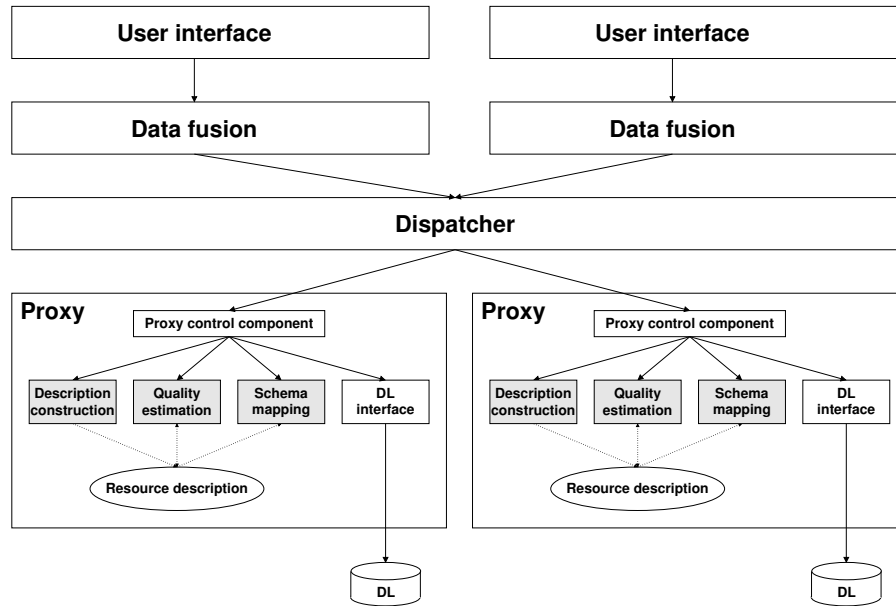 User interface
User interface
Data fusion
Data fusion
Dispatcher
Proxy
Proxy control component
Description
construction
Quality
estimation
Schema
mapping
DL
interface
Resource description
DL
Proxy
Proxy control component
Description
construction
Quality
estimation
Schema
mapping
DL
interface
Resource description
DL